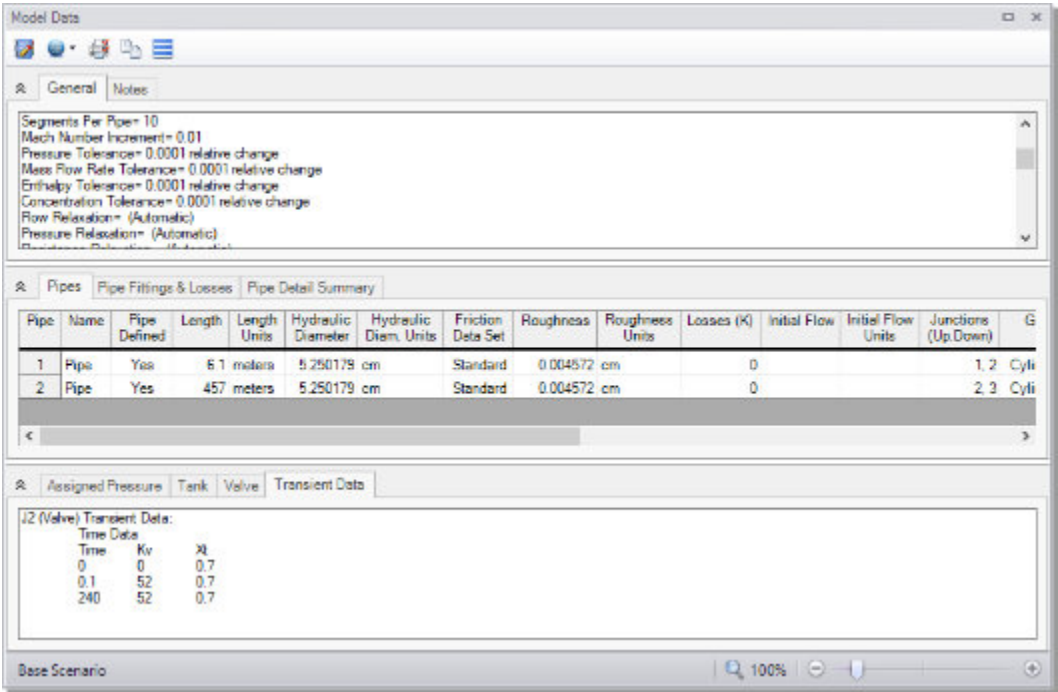 Model Data
General Notes
Segments Per Pipe= 10
Mach Number Increment= 0.01
Pressure Tolerance= 0.0001 relative change
Mass Flow Rate Tolerance= 0.0001 relative change
Enthalpy Tolerance= 0.0001 relative change
Concentration Tolerance= 0.0001 relative change
Flow Relaxation= (Automatic)
Pressure Relaxation= (Automatic)
Pipes Pipe Fittings & Losses Pipe Detail Summary
Pipe Name Pipe Defined Length Length Units Hydraulic Diameter Hydraulic Diam. Units Friction Data Set Roughness Roughness Units Losses (K) Initial Flow Initial Flow Units Junctions (Up,Down) G
1 Pipe Yes 6.1 meters 5.250179 cm Standard 0.004572 cm 0 1, 2 Cyli
2 Pipe Yes 457 meters 5.250179 cm Standard 0.004572 cm 0 2, 3 Cyli
Assigned Pressure Tank Valve Transient Data
J2 (Valve) Transient Data:
Time Data
Time Kv Xt
0 0 0.7
0.1 52 0.7
240 52 0.7
Base Scenario 100%